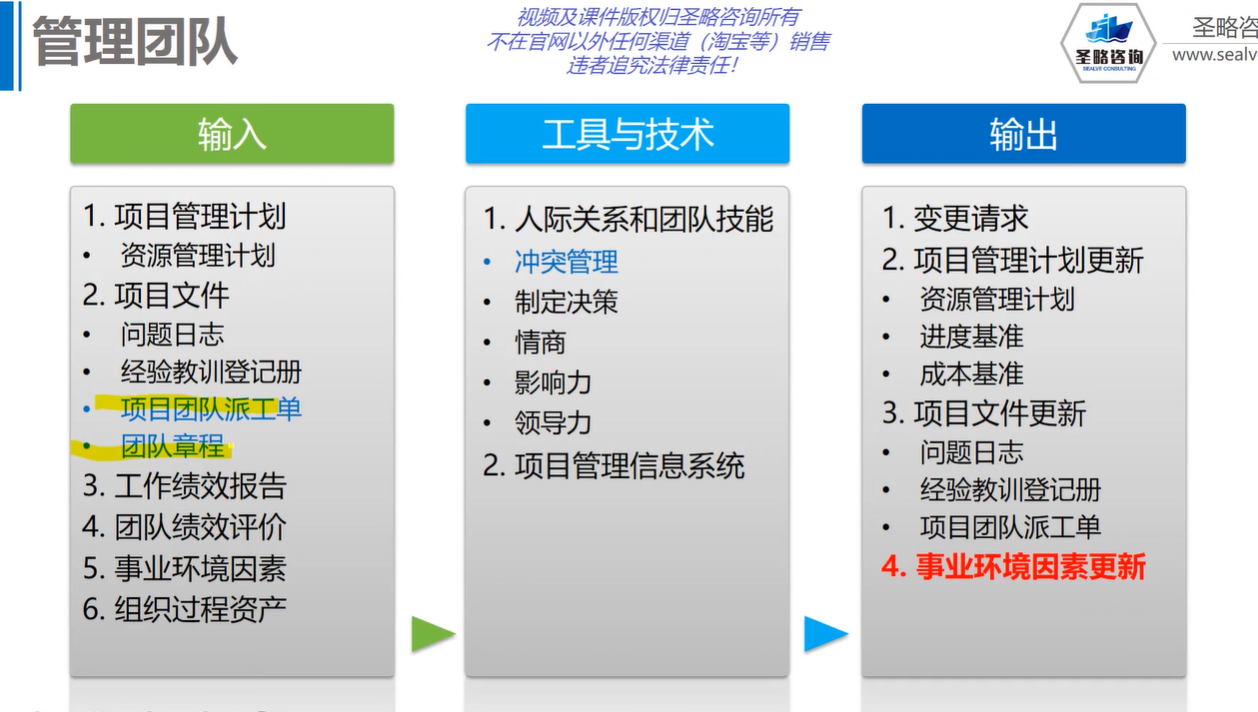 管理团队
视频及课件版权归圣略咨询所有
不在官网以外任何渠道（淘宝等）销售
违者追究法律责任！
圣略咨询
SEALVE CONSULTING
圣略咨
www.sealv
输入
1. 项目管理计划
• 资源管理计划
2. 项目文件
• 问题日志
• 经验教训登记册
• 项目团队派工单
• 团队章程
3. 工作绩效报告
4. 团队绩效评价
5. 事业环境因素
6. 组织过程资产
工具与技术
1. 人际关系和团队技能
• 冲突管理
• 制定决策
• 情商
• 影响力
• 领导力
2. 项目管理信息系统
输出
1. 变更请求
2. 项目管理计划更新
• 资源管理计划
• 进度基准
• 成本基准
3. 项目文件更新
• 问题日志
• 经验教训登记册
• 项目团队派工单
4. 事业环境因素更新